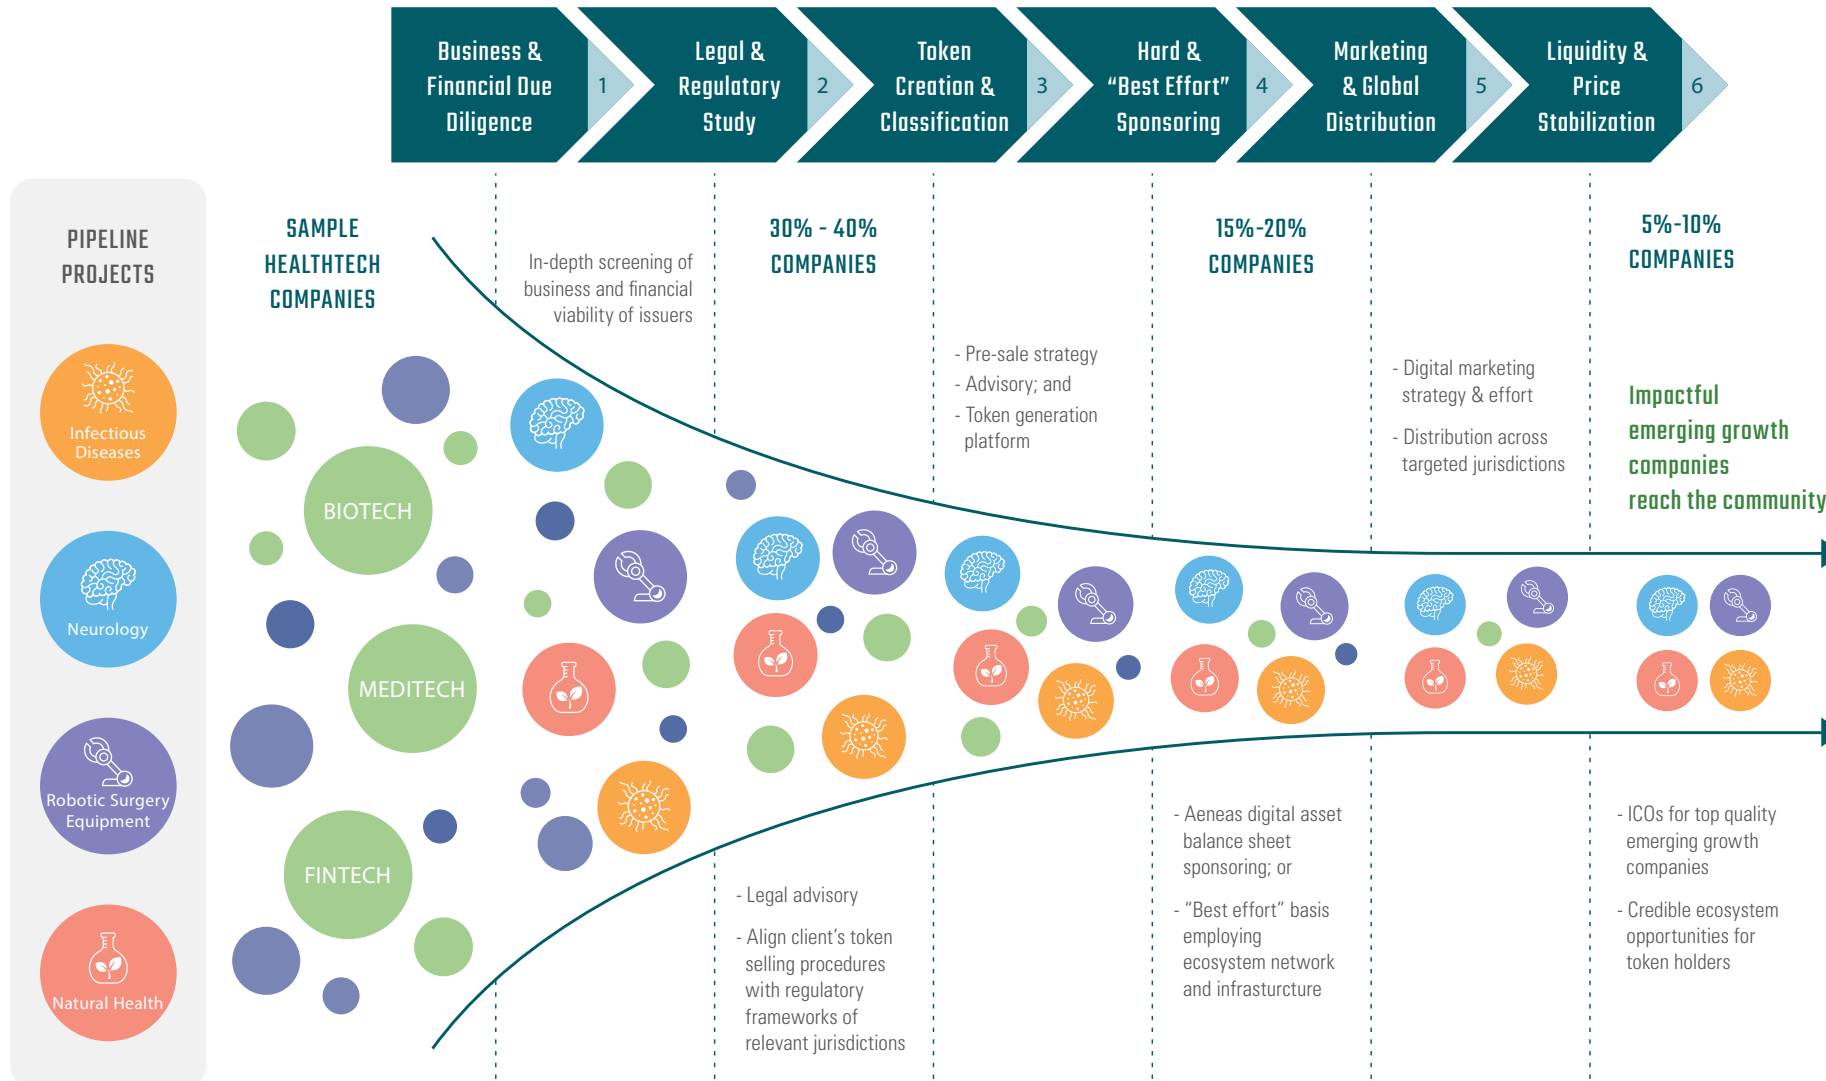 Business &
Financial Due
Diligence
1
Legal &
Regulatory
Study
2
Token
Creation &
Classification
3
Hard &
“Best Effort”
Sponsoring
4
Marketing
& Global
Distribution
5
Liquidity &
Price
Stabilization
6
PIPELINE
PROJECTS
Infectious
Diseases
Neurology
Robotic Surgery
Equipment
Natural Health
SAMPLE
HEALTHTECH
COMPANIES
BIOTECH
MEDITECH
FINTECH
In-depth screening of
business and financial
viability of issuers
30% - 40%
COMPANIES
- Legal advisory
- Align client’s token
selling procedures
with regulatory
frameworks of
relevant jurisdictions
- Pre-sale strategy
- Advisory; and
- Token generation
platform
15%-20%
COMPANIES
- Aeneas digital asset
balance sheet
sponsoring; or
- “Best effort” basis
employing
ecosystem network
and infrasturcture
- Digital marketing
strategy & effort
- Distribution across
targeted jurisdictions
5%-10%
COMPANIES
Impactful
emerging growth
companies
reach the community
- ICOs for top quality
emerging growth
companies
- Credible ecosystem
opportunities for
token holders